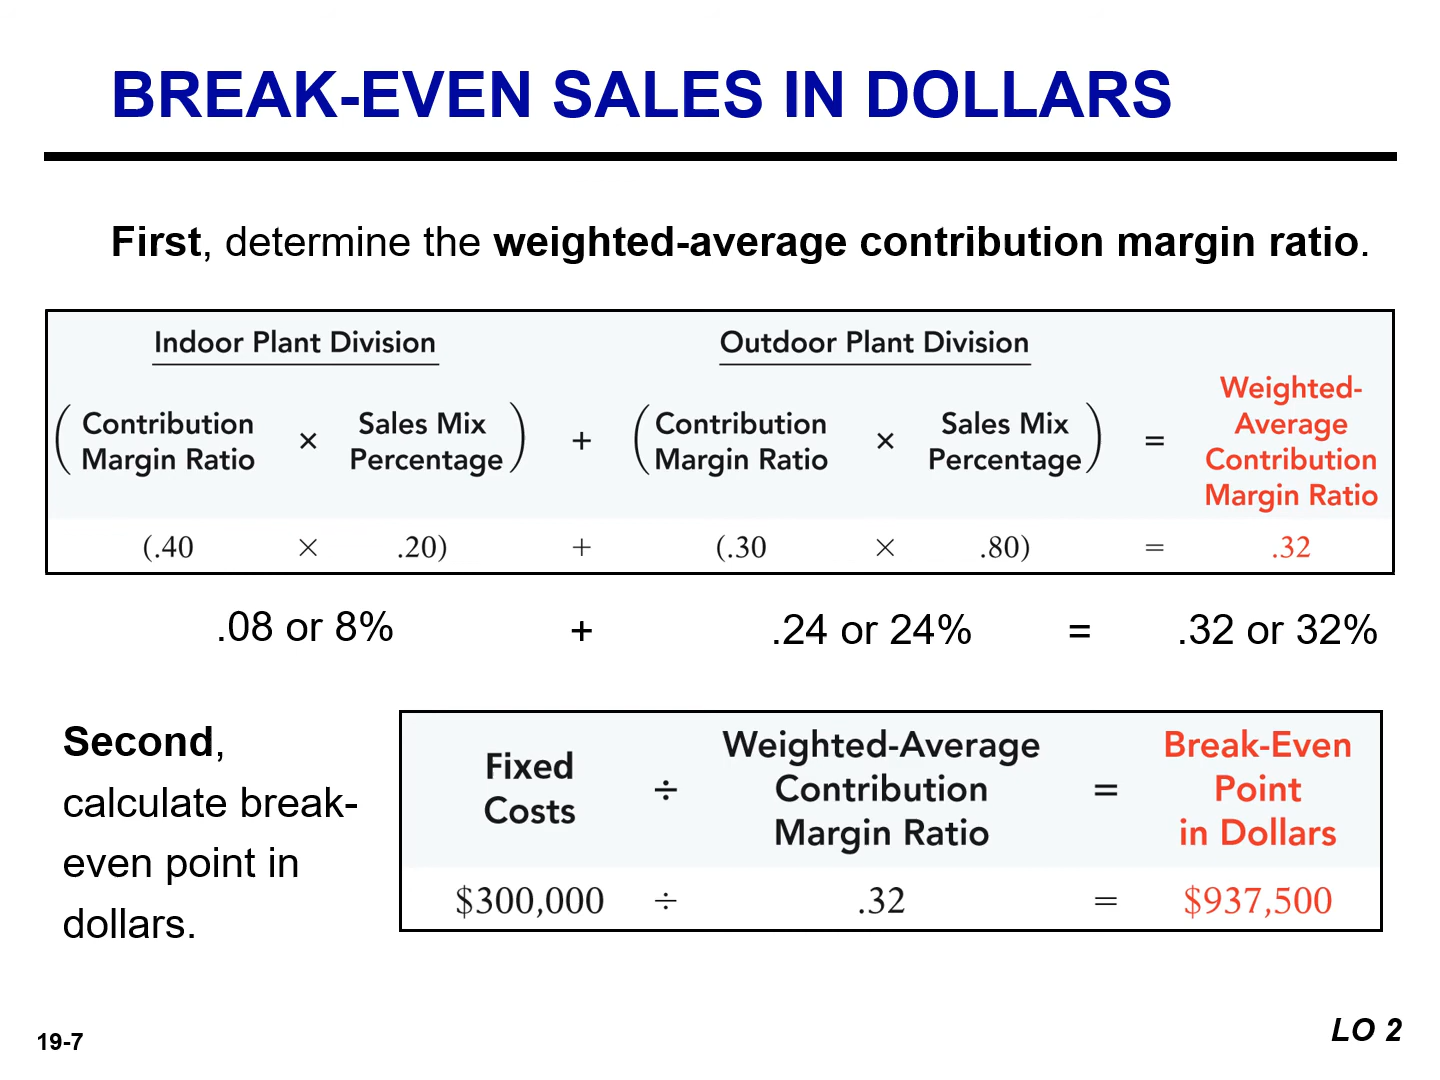 BREAK-EVEN SALES IN DOLLARS
First, determine the weighted-average contribution margin ratio.
Indoor Plant Division Outdoor Plant Division
(Contribution Margin Ratio × Sales Mix Percentage) + (Contribution Margin Ratio × Sales Mix Percentage) = Weighted-Average Contribution Margin Ratio
(.40 × .20) + (.30 × .80) = .32
.08 or 8% + .24 or 24% = .32 or 32%
Second,
calculate break-
even point in
dollars.
Fixed Costs ÷ Weighted-Average Contribution Margin Ratio = Break-Even Point in Dollars
$300,000 ÷ .32 = $937,500
19-7
LO 2